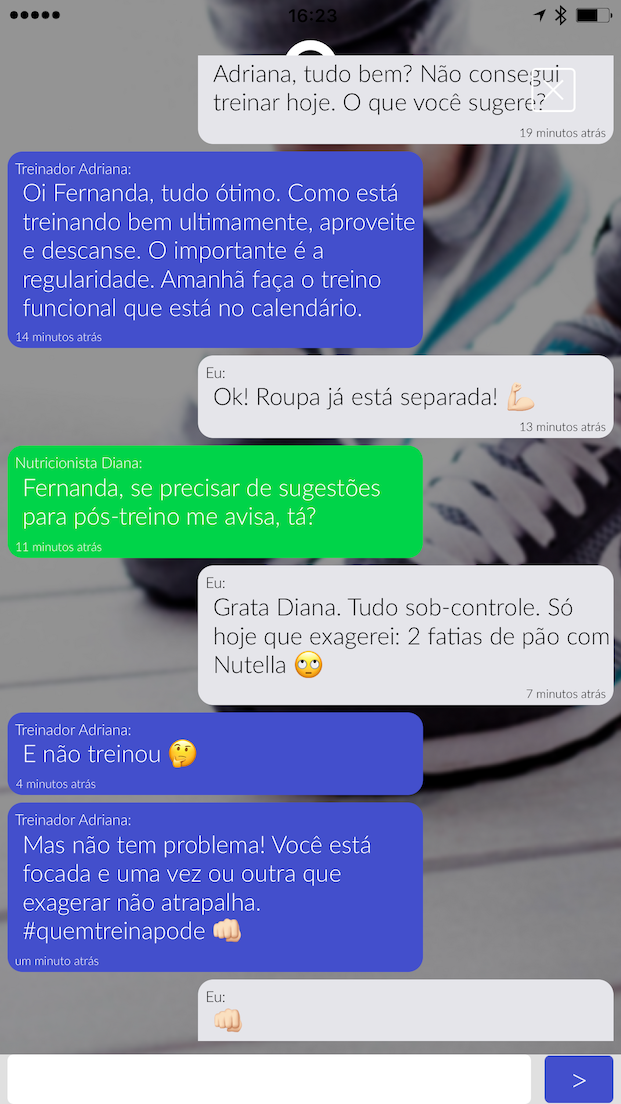 16:23
Adriana, tudo bem? Não consegui
treinar hoje. O que você sugere?
19 minutos atrás
Treinador Adriana:
Oi Fernanda, tudo ótimo. Como está
treinando bem ultimamente, aproveite
e descanse. O importante é a
regularidade. Amanhã faça o treino
funcional que está no calendário.
14 minutos atrás
Eu:
Ok! Roupa já está separada! 💪🏻
13 minutos atrás
Nutricionista Diana:
Fernanda, se precisar de sugestões
para pós-treino me avisa, tá?
11 minutos atrás
Eu:
Grata Diana. Tudo sob-controle. Só
hoje que exagerei: 2 fatias de pão com
Nutella 🙄
7 minutos atrás
Treinador Adriana:
E não treinou 🤔
4 minutos atrás
Treinador Adriana:
Mas não tem problema! Você está
focada e uma vez ou outra que
exagerar não atrapalha.
#quemtreinapode 👊🏻
um minuto atrás
Eu:
👊🏻
>